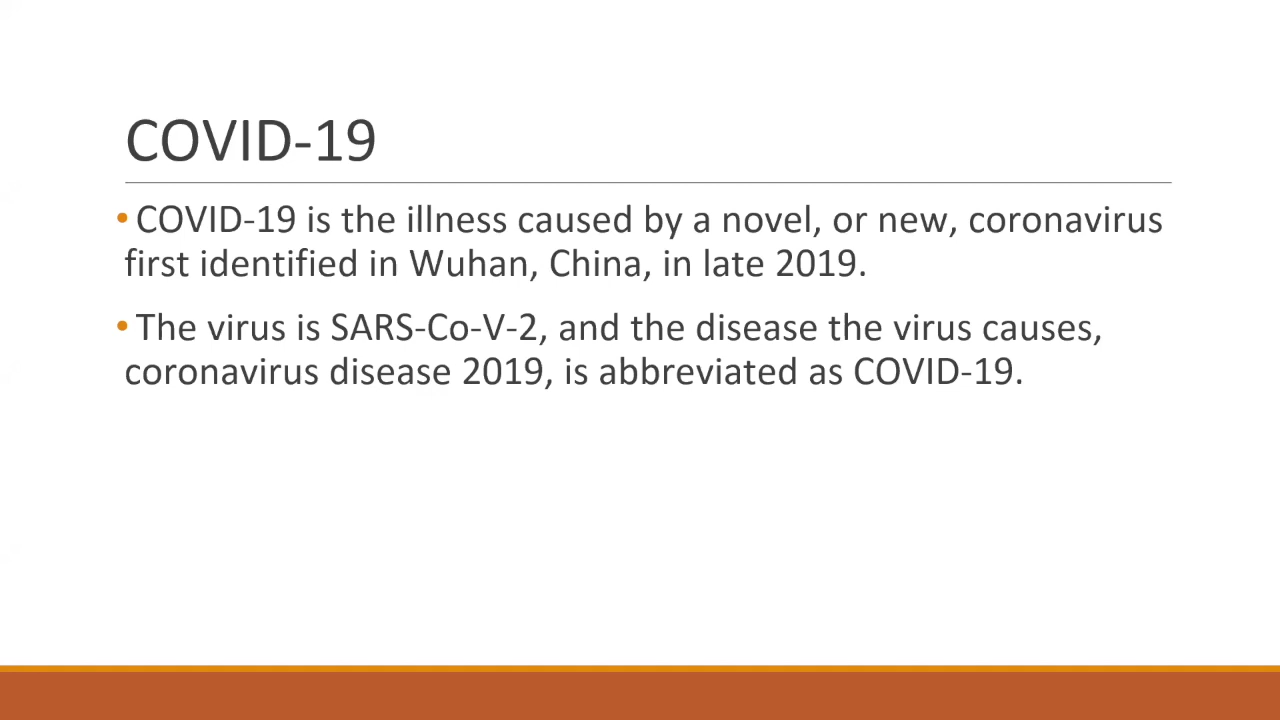 COVID-19
• COVID-19 is the illness caused by a novel, or new, coronavirus
first identified in Wuhan, China, in late 2019.
• The virus is SARS-Co-V-2, and the disease the virus causes,
coronavirus disease 2019, is abbreviated as COVID-19.